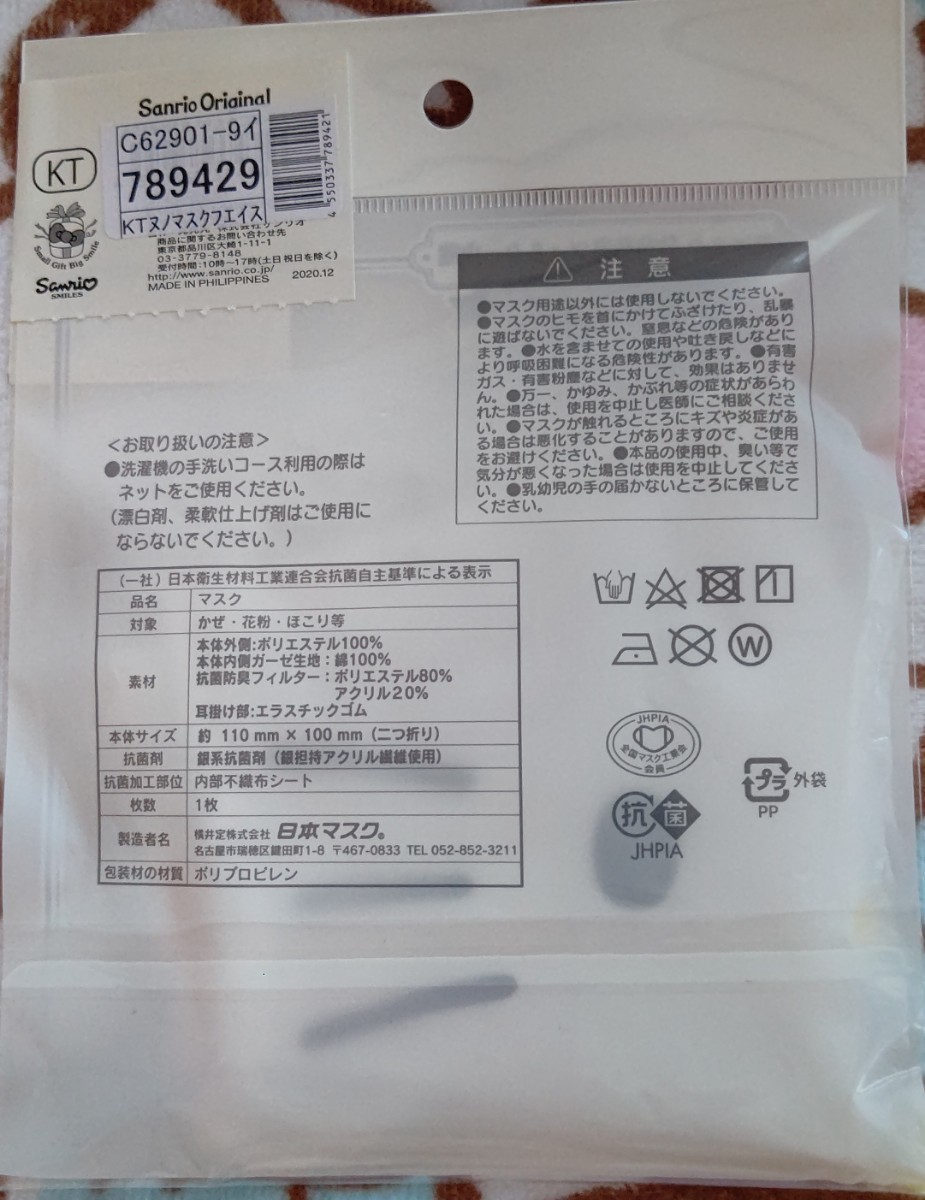 Sanrio Original
C62901-9イ
789429
KTヌノマスクフエイス
4550337789421
KT
Small Gift Big Smile
Sanrio
SMILES
商品に関するお問い合わせ先
東京都品川区大崎1-11-1
03-3779-8148
受付時間:10時～17時(土日祝日を除く)
http://www.sanrio.co.jp/
MADE IN PHILIPPINES 2020.12
注意
●マスク用途以外には使用しないでください。
●マスクのヒモを首にかけてふざけたり、乱暴
に遊ばないでください。窒息などの危険があり
ます。●水を含ませての使用や吐き戻しなどに
より呼吸困難になる危険性があります。●有害
ガス・有害粉塵などに対して、効果はありませ
ん。●万一、かゆみ、かぶれ等の症状があらわ
れた場合は、使用を中止し医師にご相談くださ
い。●マスクが触れるところにキズや炎症があ
る場合は悪化することがありますので、ご使用
をお避けください。●本品の使用中、臭い等で
気分が悪くなった場合は使用を中止してくださ
い。●乳幼児の手の届かないところに保管して
ください。
＜お取り扱いの注意＞
●洗濯機の手洗いコース利用の際は
ネットをご使用ください。
(漂白剤、柔軟仕上げ剤はご使用に
ならないでください。)
(一社)日本衛生材料工業連合会抗菌自主基準による表示
品名 マスク
対象 かぜ・花粉・ほこり等
素材 本体外側:ポリエステル100%
本体内側ガーゼ生地:綿100%
抗菌防臭フィルター:ポリエステル80%
アクリル20%
耳掛け部:エラスチックゴム
本体サイズ 約 110 mm × 100 mm (二つ折り)
抗菌剤 銀系抗菌剤(銀担持アクリル繊維使用)
抗菌加工部位 内部不織布シート
枚数 1枚
製造者名 横井定株式会社 日本マスク®
名古屋市瑞穂区鍵田町1-8 〒467-0833 TEL 052-852-3211
包装材の材質 ポリプロピレン
W
JHPIA
全国マスク工業会
会員
抗菌
JHPIA
プラ 外袋
PP